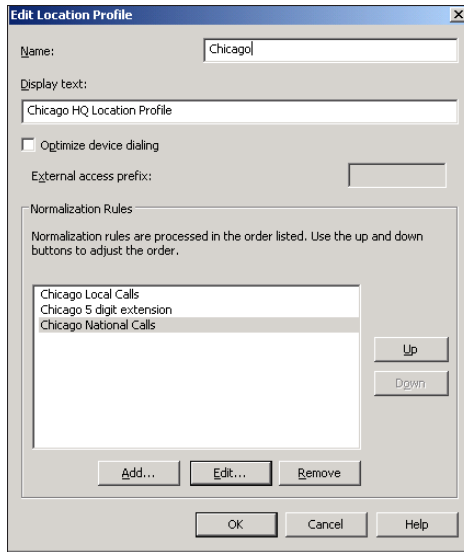 Edit Location Profile
Name:
Chicago
Display text:
Chicago HQ Location Profile
Optimize device dialing
External access prefix:
Normalization Rules
Normalization rules are processed in the order listed. Use the up and down
buttons to adjust the order.
Chicago Local Calls
Chicago 5 digit extension
Chicago National Calls
Up
Down
Add...
Edit...
Remove
OK
Cancel
Help